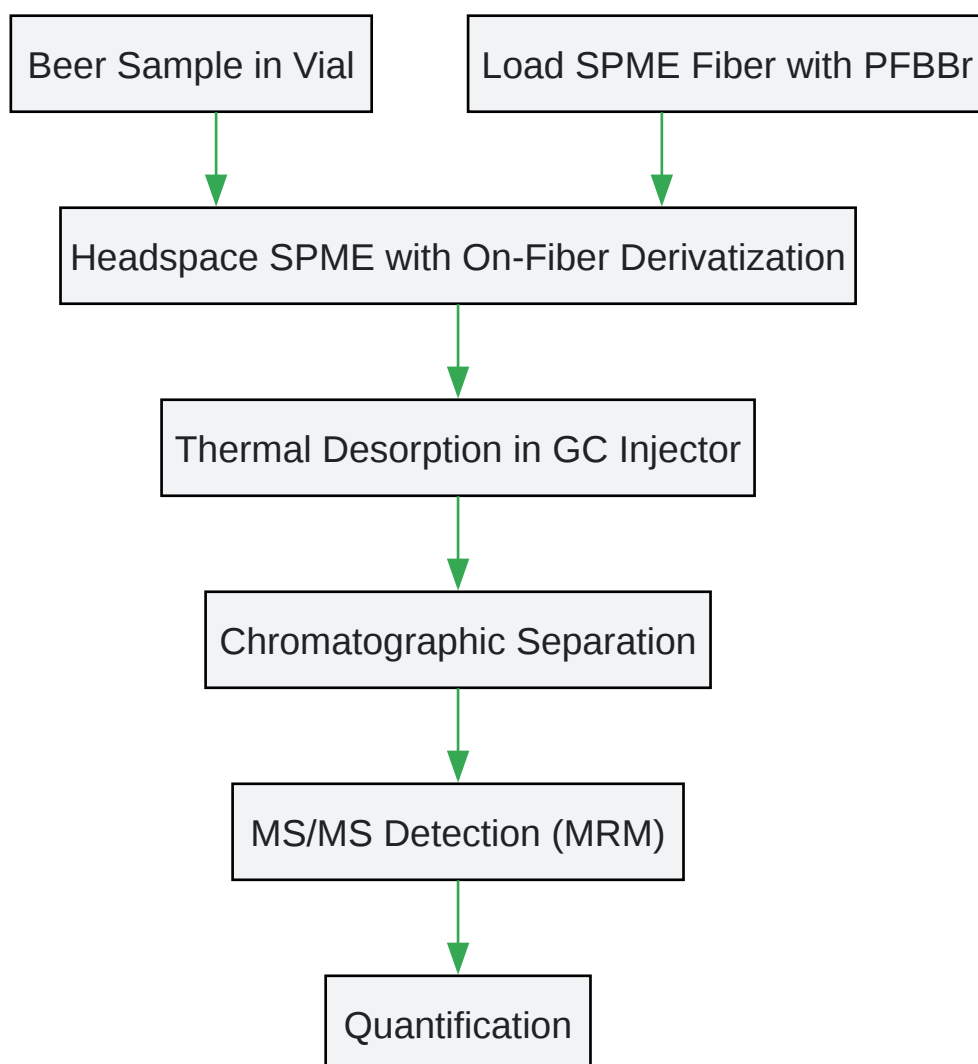 Beer Sample in Vial
Load SPME Fiber with PFBBr
Headspace SPME with On-Fiber Derivatization
Thermal Desorption in GC Injector
Chromatographic Separation
MS/MS Detection (MRM)
Quantification